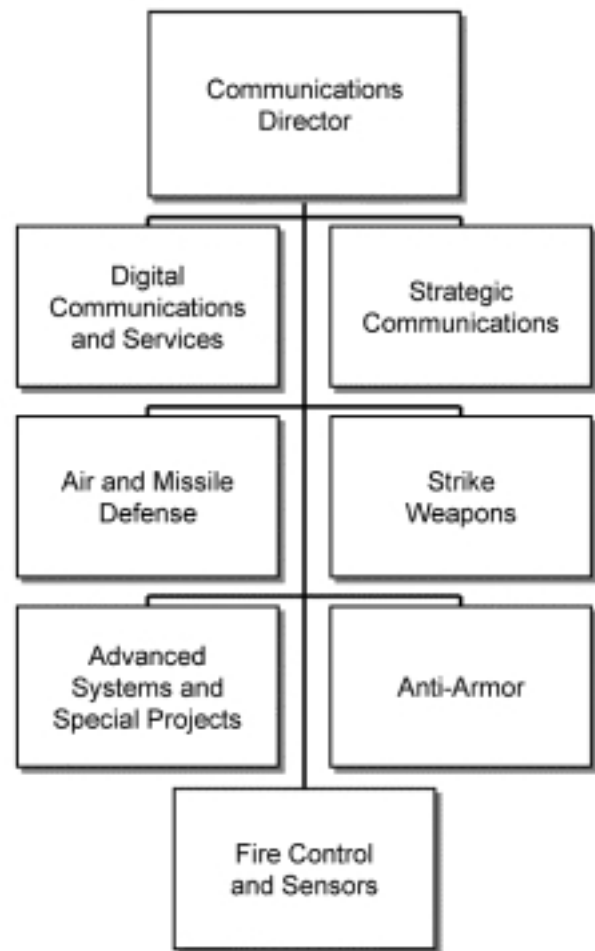 Communications
Director
Digital
Communications
and Services
Strategic
Communications
Air and Missile
Defense
Strike
Weapons
Advanced
Systems and
Special Projects
Anti-Armor
Fire Control
and Sensors